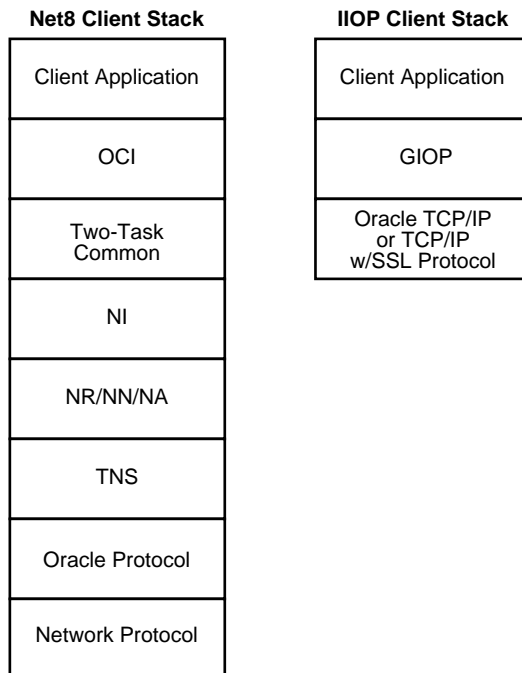 Net8 Client Stack
Client Application
OCI
Two-Task
Common
NI
NR/NN/NA
TNS
Oracle Protocol
Network Protocol
IIOP Client Stack
Client Application
GIOP
Oracle TCP/IP
or TCP/IP
w/SSL Protocol